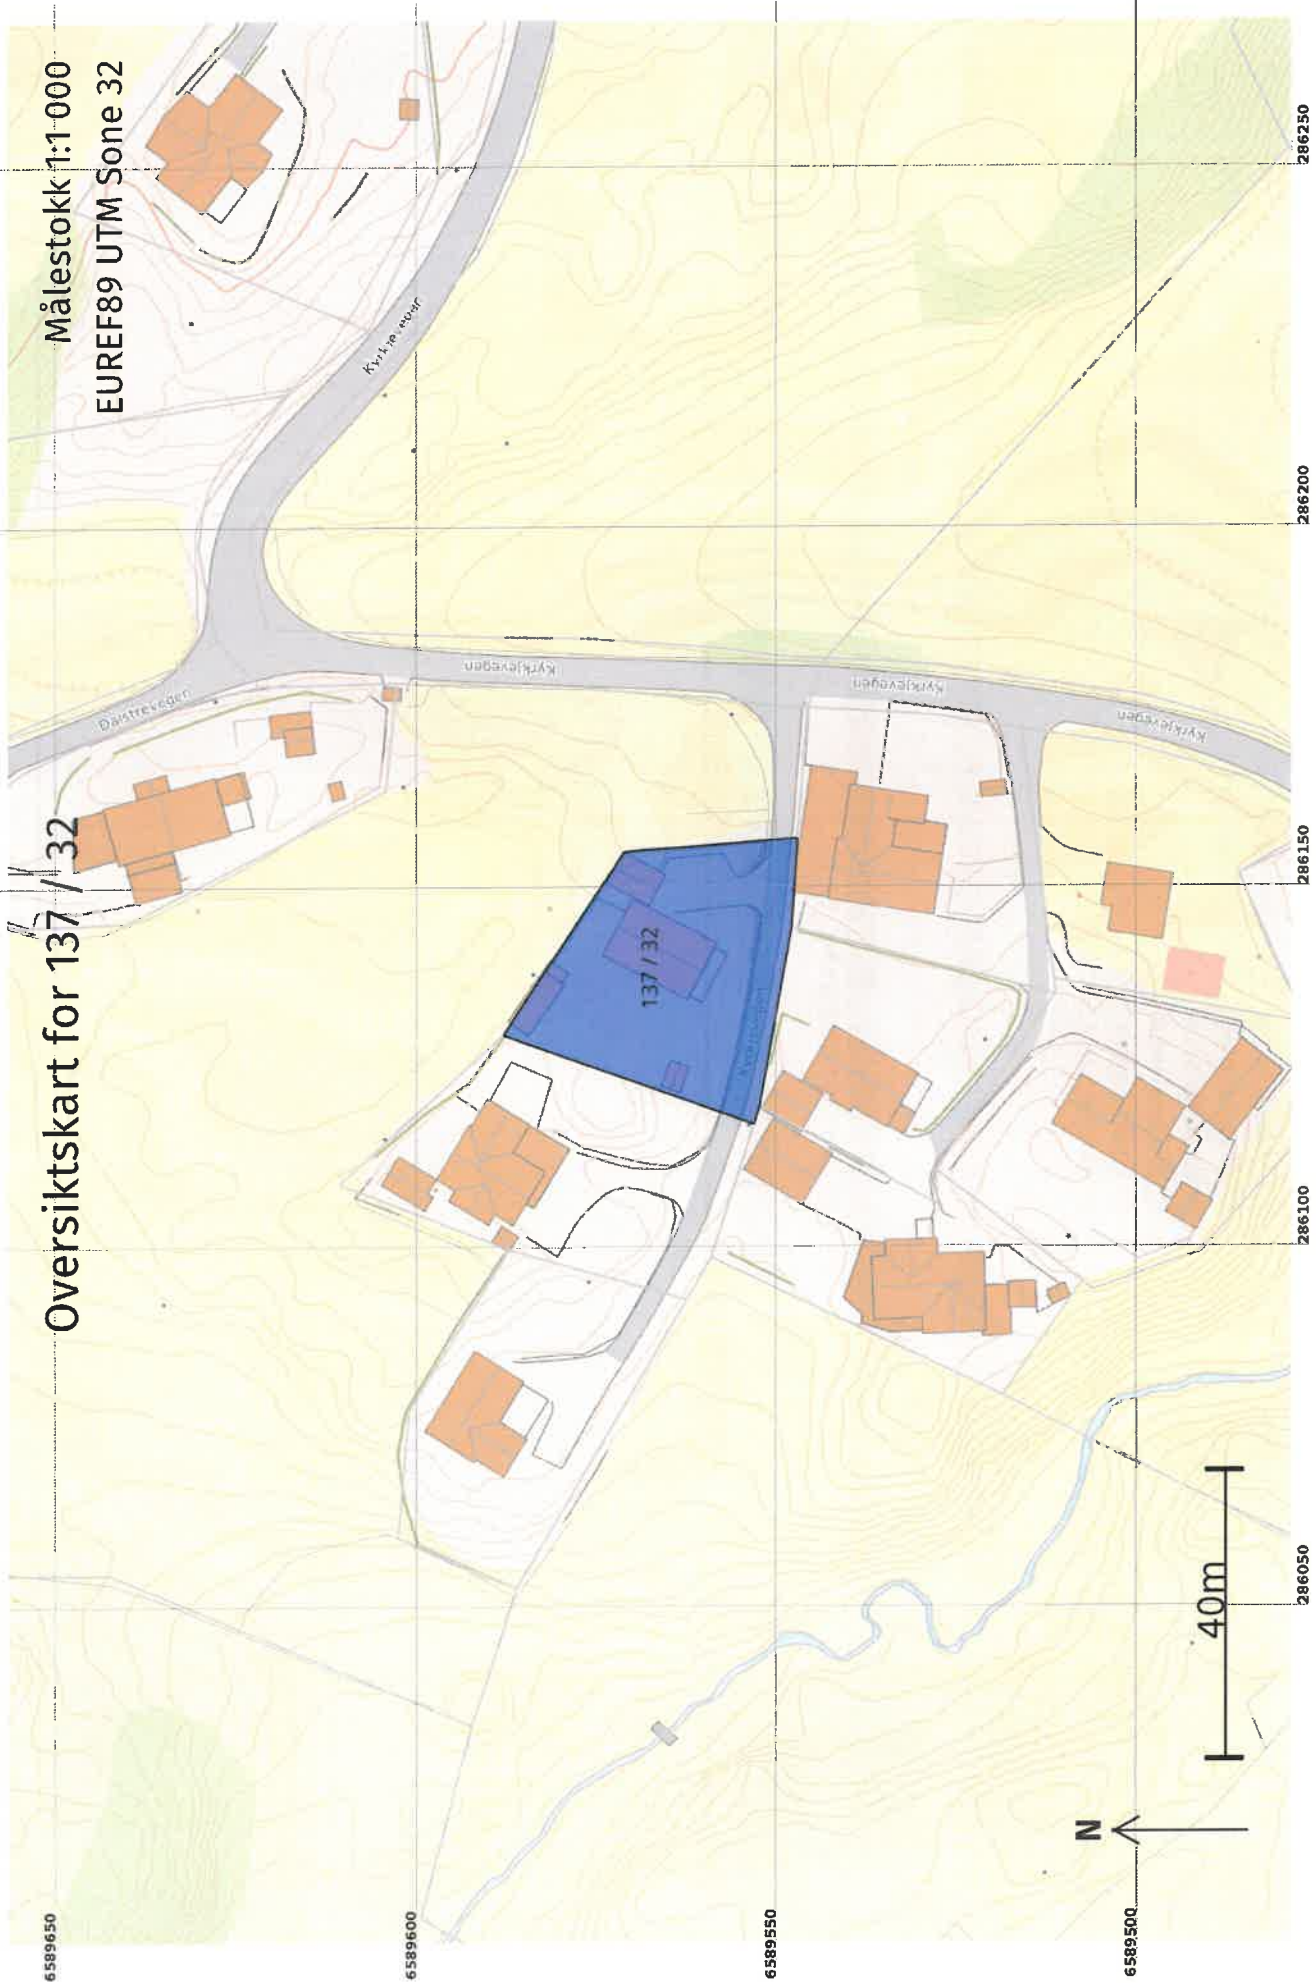 Oversiktskart for 137 / 32
Målestokk 1:1 000
EUREF89 UTM Sone 32
6589650
6589600
6589550
6589500
Dalstrevegen
Kyrkjevegen
Kyrkjevegen
Kyrkjevegen
Kyrkjevegen
137 / 32
N
40m
286050
286100
286150
286200
286250